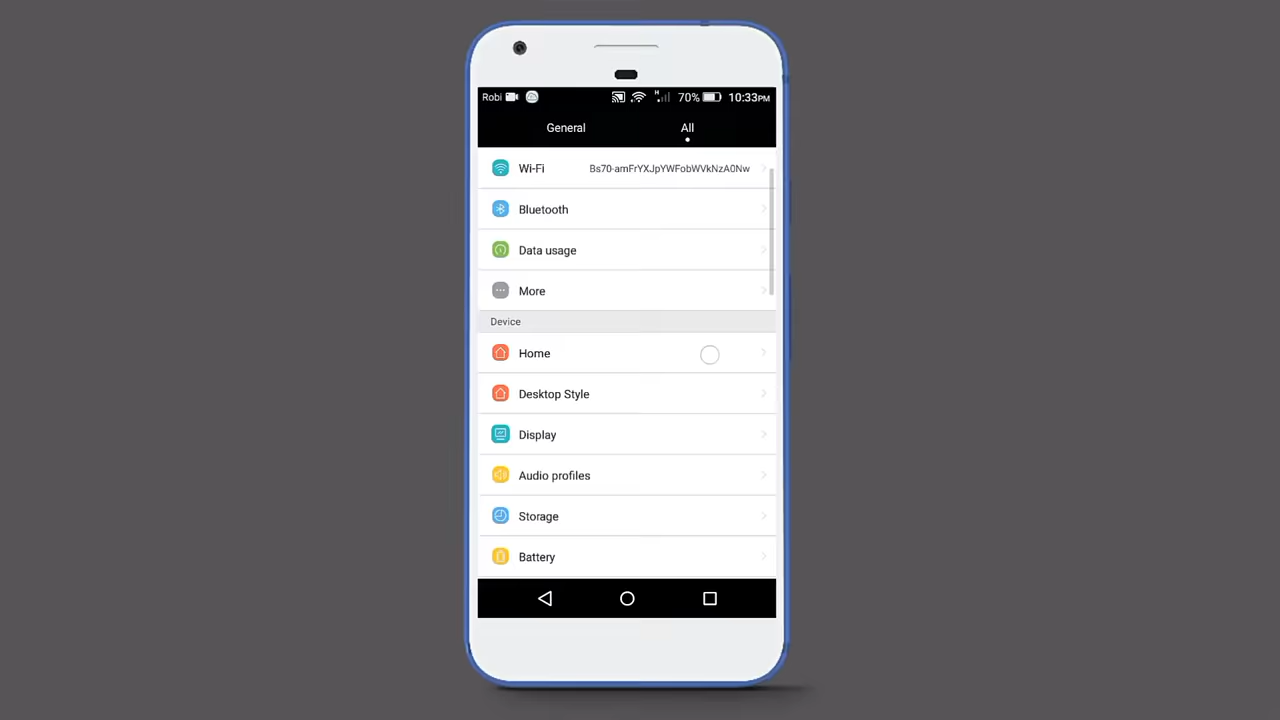 Robi 70% 10:33PM
General All
Wi-Fi Bs70-amFrYXJpYWFobWVkNzA0Nw
Bluetooth
Data usage
More
Device
Home
Desktop Style
Display
Audio profiles
Storage
Battery